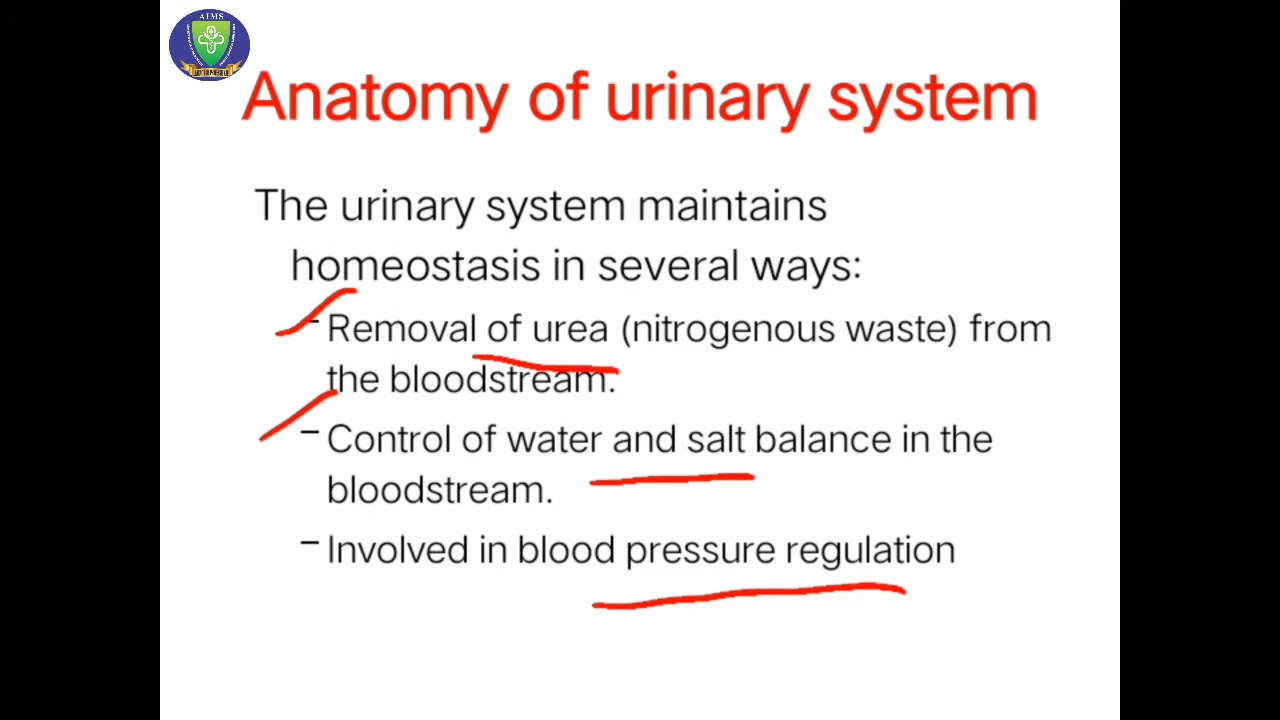 AIMS
Anatomy of urinary system
The urinary system maintains
homeostasis in several ways:
– Removal of urea (nitrogenous waste) from
the bloodstream.
– Control of water and salt balance in the
bloodstream.
– Involved in blood pressure regulation